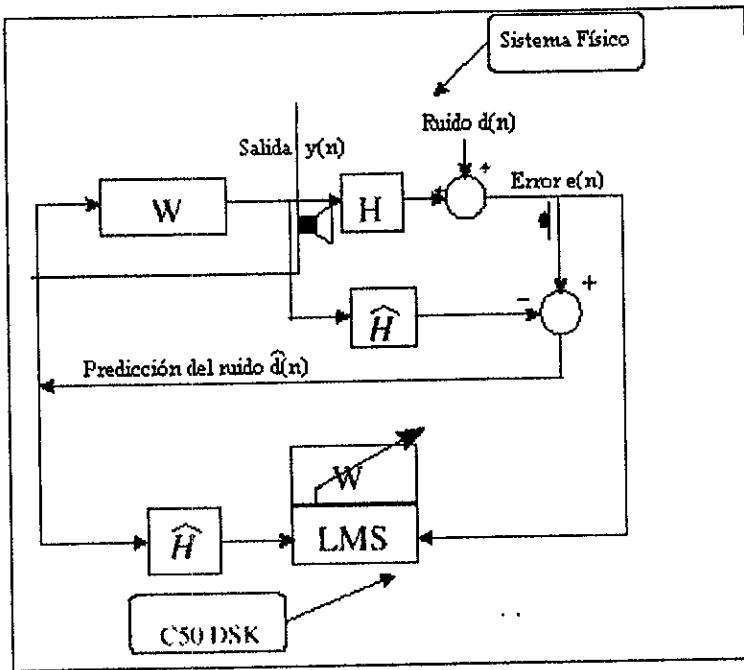 Sistema Físico
Ruido d(n)
Salida y(n)
+
Error e(n)
W
H
+
-
Ĥ
Predicción del ruido d̂(n)
W
Ĥ
LMS
C50 DSK